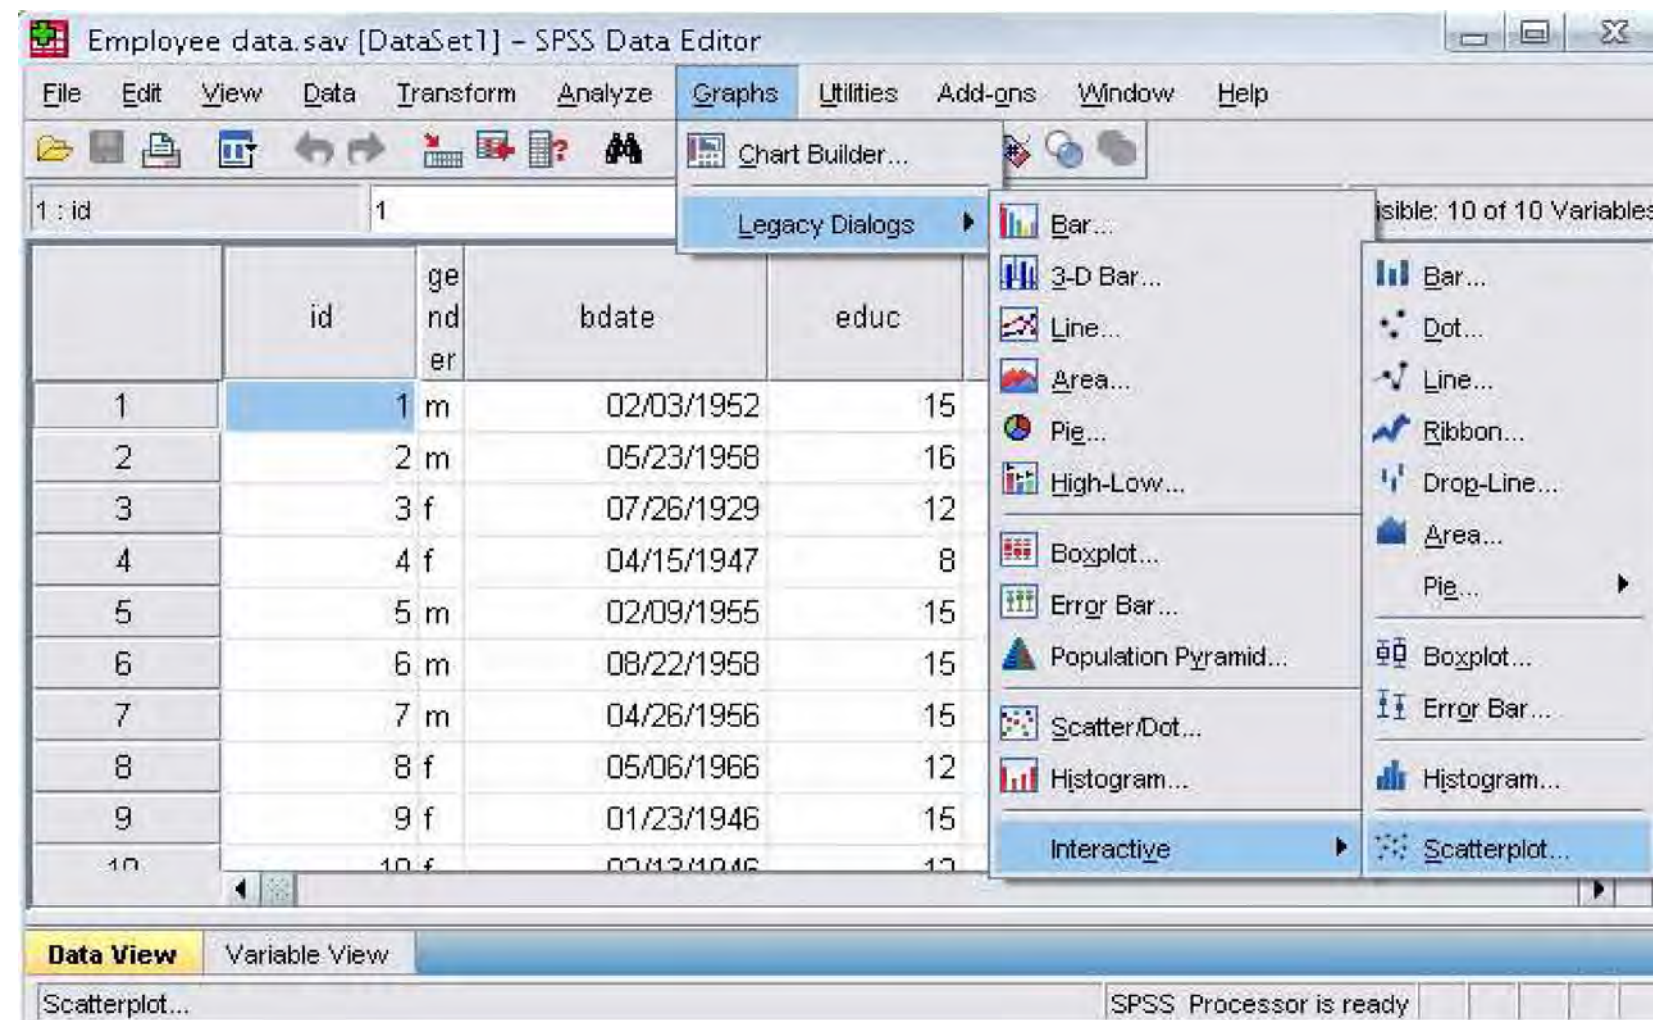 Employee data.sav [DataSet1] - SPSS Data Editor
File Edit View Data Transform Analyze Graphs Utilities Add-ons Window Help
Chart Builder...
Legacy Dialogs
1 : id 1
isible: 10 of 10 Variables
id gender bdate educ
1 1 m 02/03/1952 15
2 2 m 05/23/1958 16
3 3 f 07/26/1929 12
4 4 f 04/15/1947 8
5 5 m 02/09/1955 15
6 6 m 08/22/1958 15
7 7 m 04/26/1956 15
8 8 f 05/06/1966 12
9 9 f 01/23/1946 15
10 10 f
Bar...
3-D Bar...
Line...
Area...
Pie...
High-Low...
Boxplot...
Error Bar...
Population Pyramid...
Scatter/Dot...
Histogram...
Interactive
Bar...
Dot...
Line...
Ribbon...
Drop-Line...
Area...
Pie...
Boxplot...
Error Bar...
Histogram...
Scatterplot...
Data View Variable View
Scatterplot...
SPSS Processor is ready